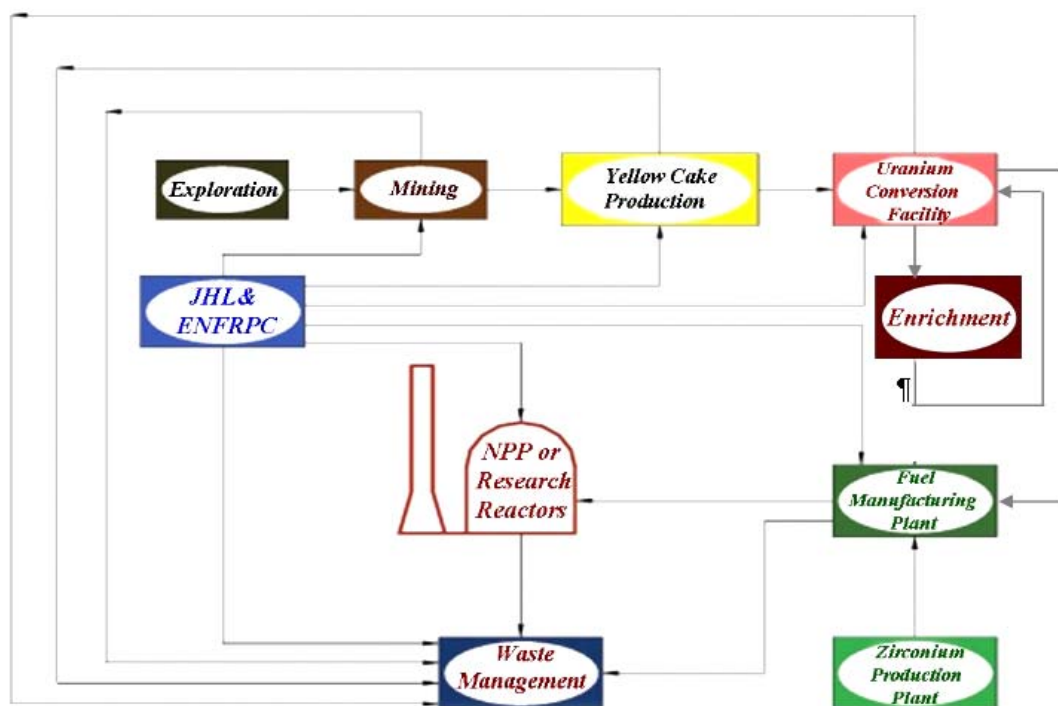 Exploration
Mining
Yellow Cake
Production
Uranium
Conversion
Facility
JHL&
ENFRPC
Enrichment
¶
NPP or
Research
Reactors
Fuel
Manufacturing
Plant
Waste
Management
Zirconium
Production
Plant